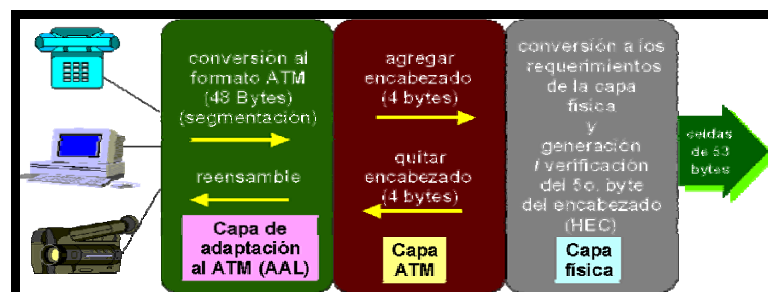 conversión al
formato ATM
(48 Bytes)
(segmentación)
reensamble
Capa de
adaptación
al ATM (AAL)
agregar
encabezado
(4 bytes)
quitar
encabezado
(4 bytes)
Capa
ATM
conversión a los
requerimientos
de la capa
física
y
generación
/ verificación
del 5o. byte
del encabezado
(HEC)
Capa
física
celdas
de 53
bytes